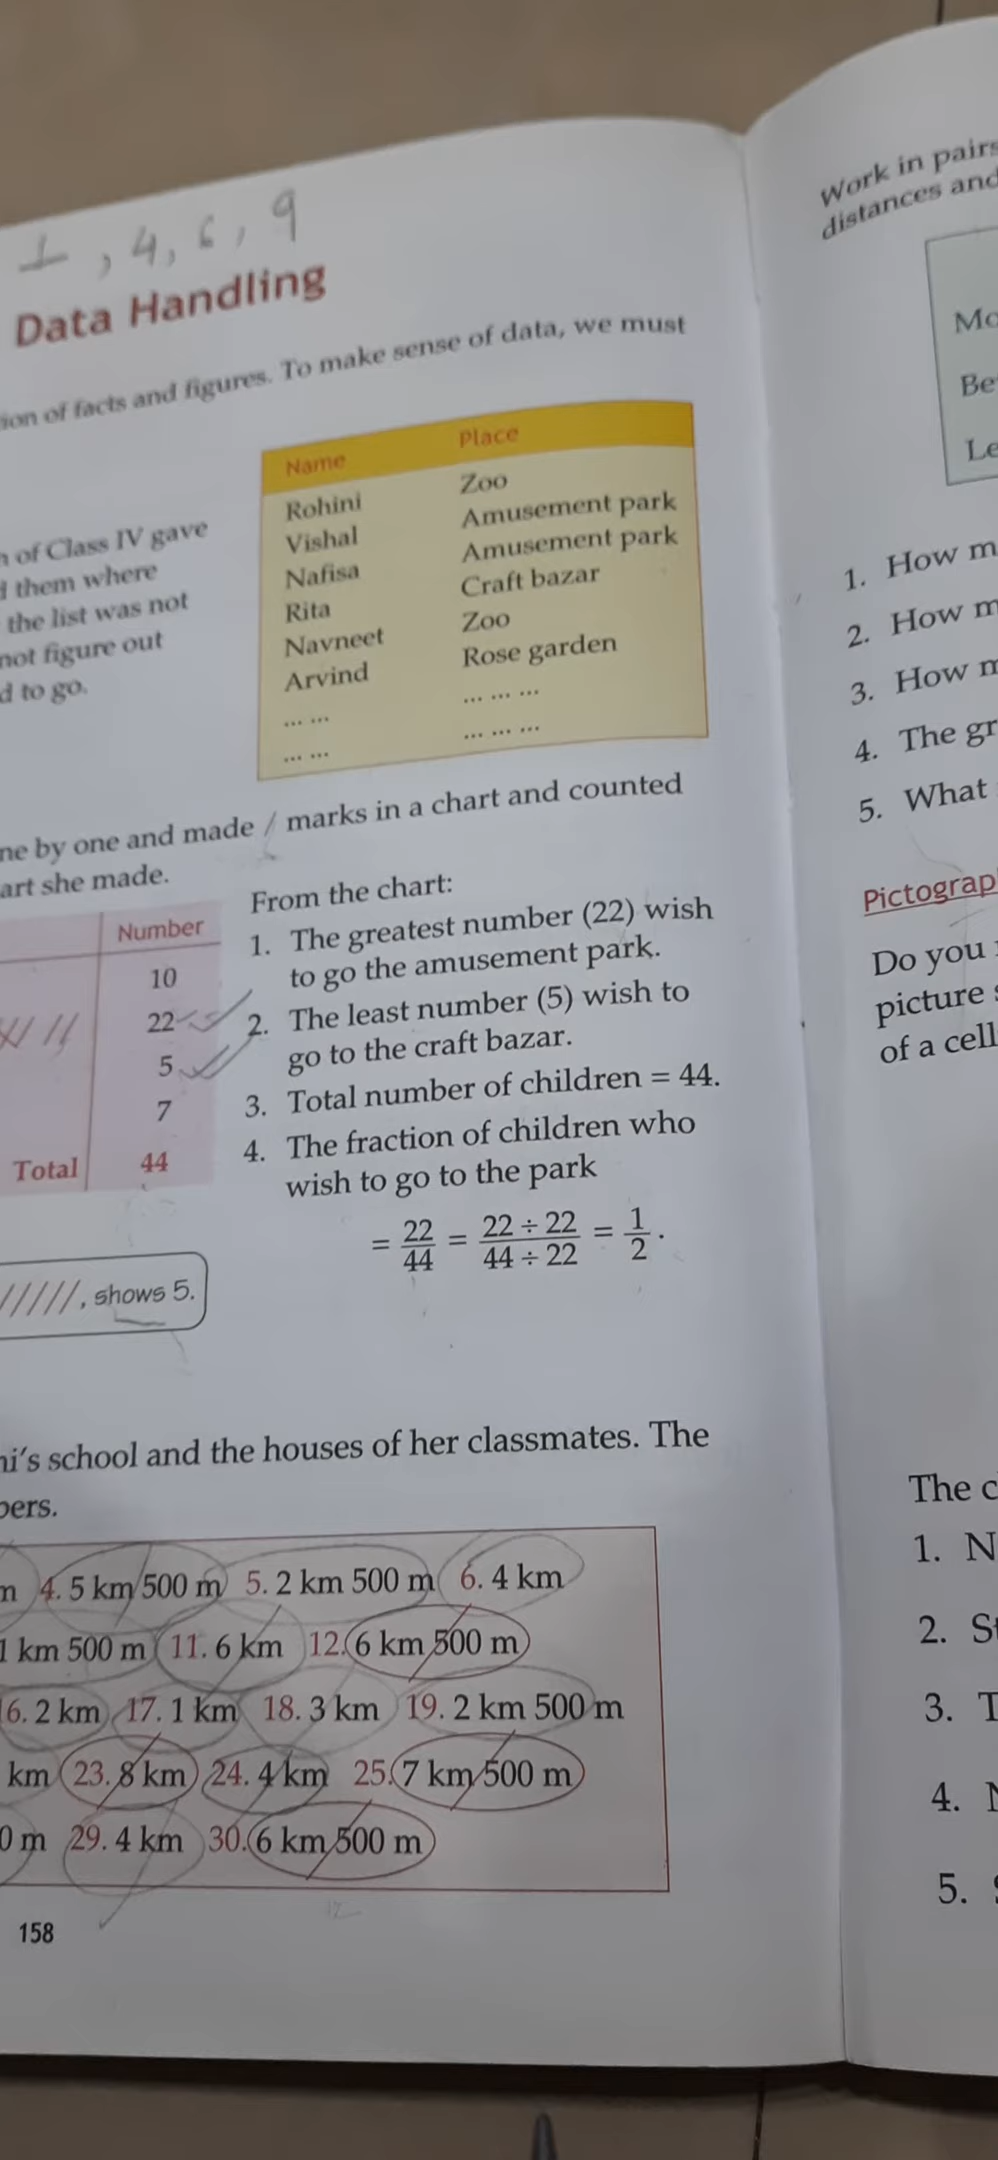 1, 4, 6, 9
Data Handling
ion of facts and figures. To make sense of data, we must
of Class IV gave
them where
the list was not
not figure out
d to go.
Name Place
Rohini Zoo
Vishal Amusement park
Nafisa Amusement park
Rita Craft bazar
Navneet Zoo
Arvind Rose garden
... ... ... ... ...
... ... ... ... ...
ne by one and made / marks in a chart and counted
art she made.
Number
10
22
5
7
Total 44
/////, shows 5.
From the chart:
1. The greatest number (22) wish
to go the amusement park.
2. The least number (5) wish to
go to the craft bazar.
3. Total number of children = 44.
4. The fraction of children who
wish to go to the park
= 22/44 = 22 ÷ 22/44 ÷ 22 = 1/2.
ni's school and the houses of her classmates. The
bers.
m 4. 5 km 500 m 5. 2 km 500 m 6. 4 km
1 km 500 m 11. 6 km 12. 6 km 500 m
6. 2 km 17. 1 km 18. 3 km 19. 2 km 500 m
km 23. 8 km 24. 4 km 25. 7 km 500 m
0 m 29. 4 km 30. 6 km 500 m
158
Work in pairs
distances and
Mo
Be
Le
1. How m
2. How m
3. How m
4. The gr
5. What
Pictograp
Do you
picture
of a cell
The c
1. N
2. St
3. T
4. N
5. S